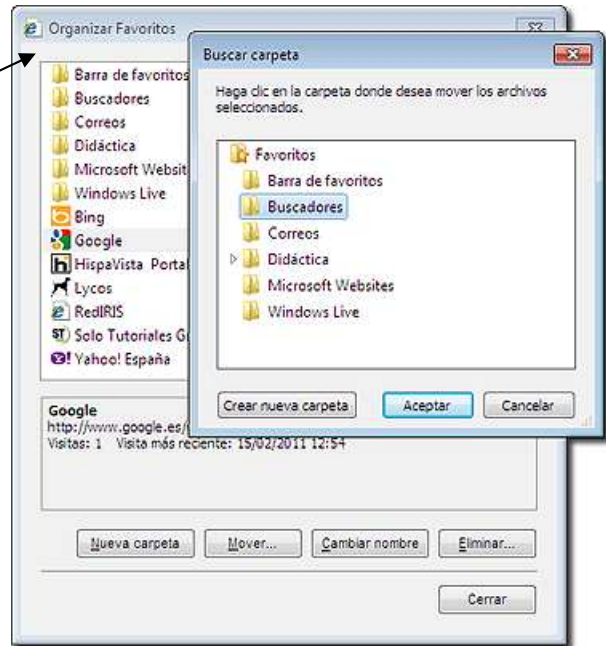 Organizar Favoritos
Barra de favoritos
Buscadores
Correos
Didáctica
Microsoft Websit
Windows Live
Bing
Google
HispaVista Portal
Lycos
RedIRIS
Solo Tutoriales G
Yahoo! España
Google
http://www.google.es/
Visitas: 1 Visita más reciente: 15/02/2011 12:54
Nueva carpeta
Mover...
Cambiar nombre
Eliminar...
Cerrar
Buscar carpeta
Haga clic en la carpeta donde desea mover los archivos
seleccionados.
Favoritos
Barra de favoritos
Buscadores
Correos
Didáctica
Microsoft Websites
Windows Live
Crear nueva carpeta
Aceptar
Cancelar